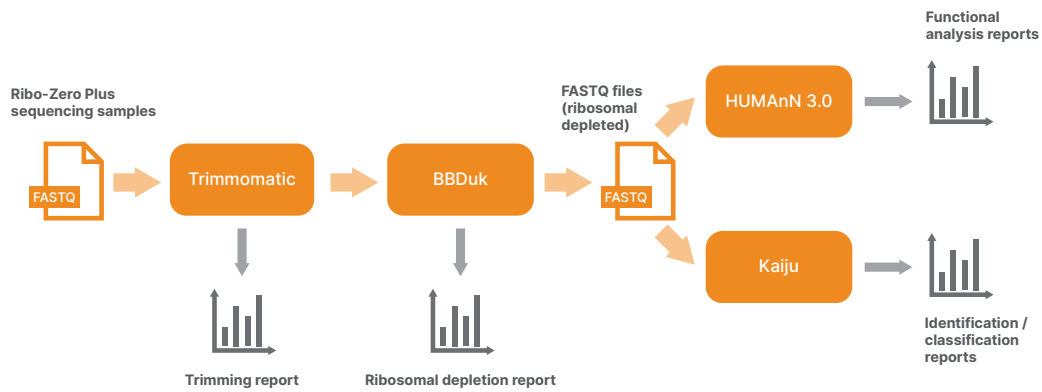 Ribo-Zero Plus
sequencing samples
FASTQ
Trimmomatic
Trimming report
BBDuk
Ribosomal depletion report
FASTQ files
(ribosomal
depleted)
FASTQ
HUMAnN 3.0
Functional
analysis reports
Kaiju
Identification /
classification
reports